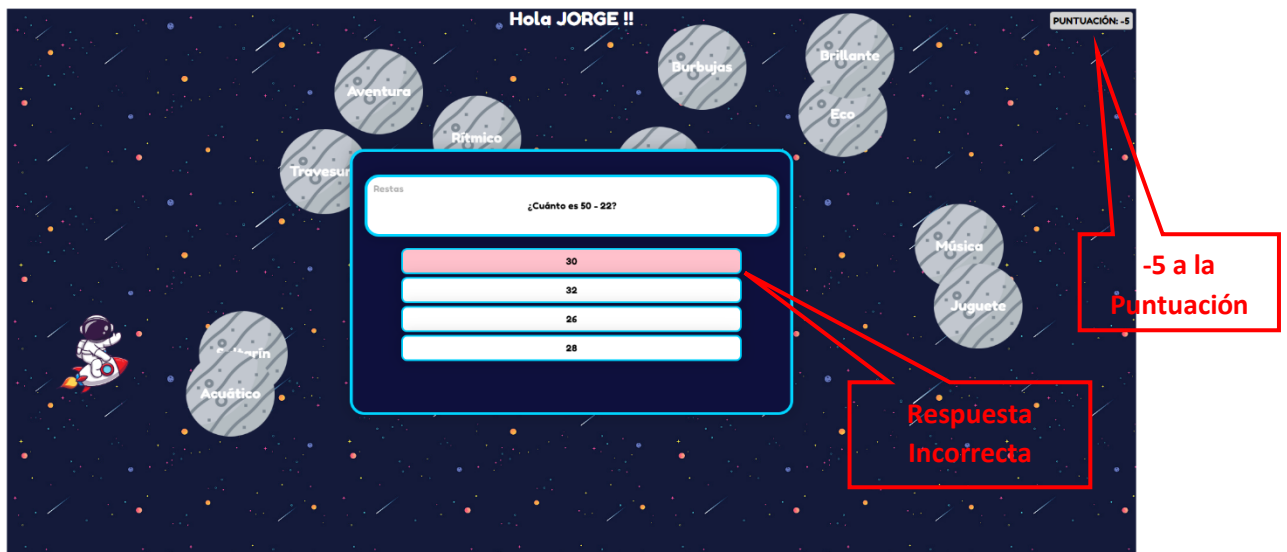 Hola JORGE !!
PUNTUACIÓN: -5
Brillante
Burbujas
Aventura
Eco
Rítmico
Travesur
Restas
¿Cuánto es 50 - 22?
30
32
26
28
Música
Juguete
Acuático
-5 a la
Puntuación
Respuesta
Incorrecta